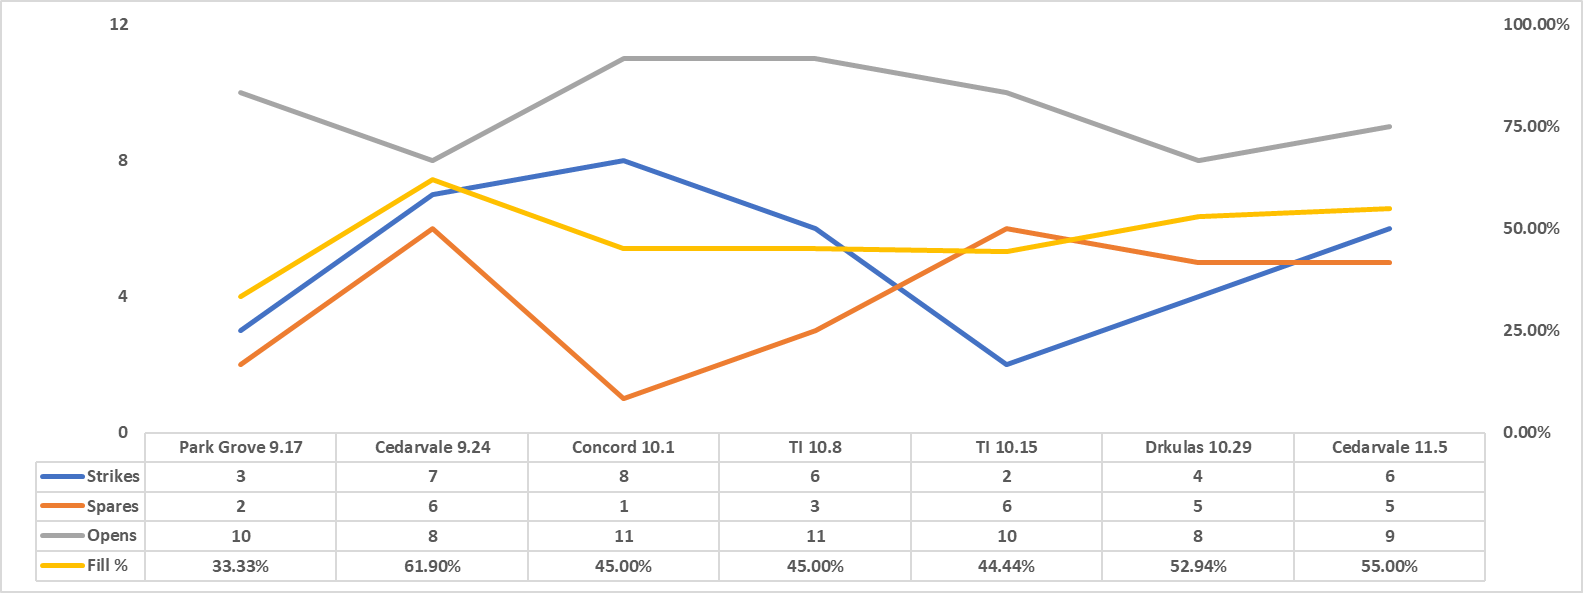 12
100.00%
75.00%
8
50.00%
4
25.00%
0
0.00%
Park Grove 9.17 Cedarvale 9.24 Concord 10.1 TI 10.8 TI 10.15 Drkulas 10.29 Cedarvale 11.5
Strikes 3 7 8 6 2 4 6
Spares 2 6 1 3 6 5 5
Opens 10 8 11 11 10 8 9
Fill % 33.33% 61.90% 45.00% 45.00% 44.44% 52.94% 55.00%